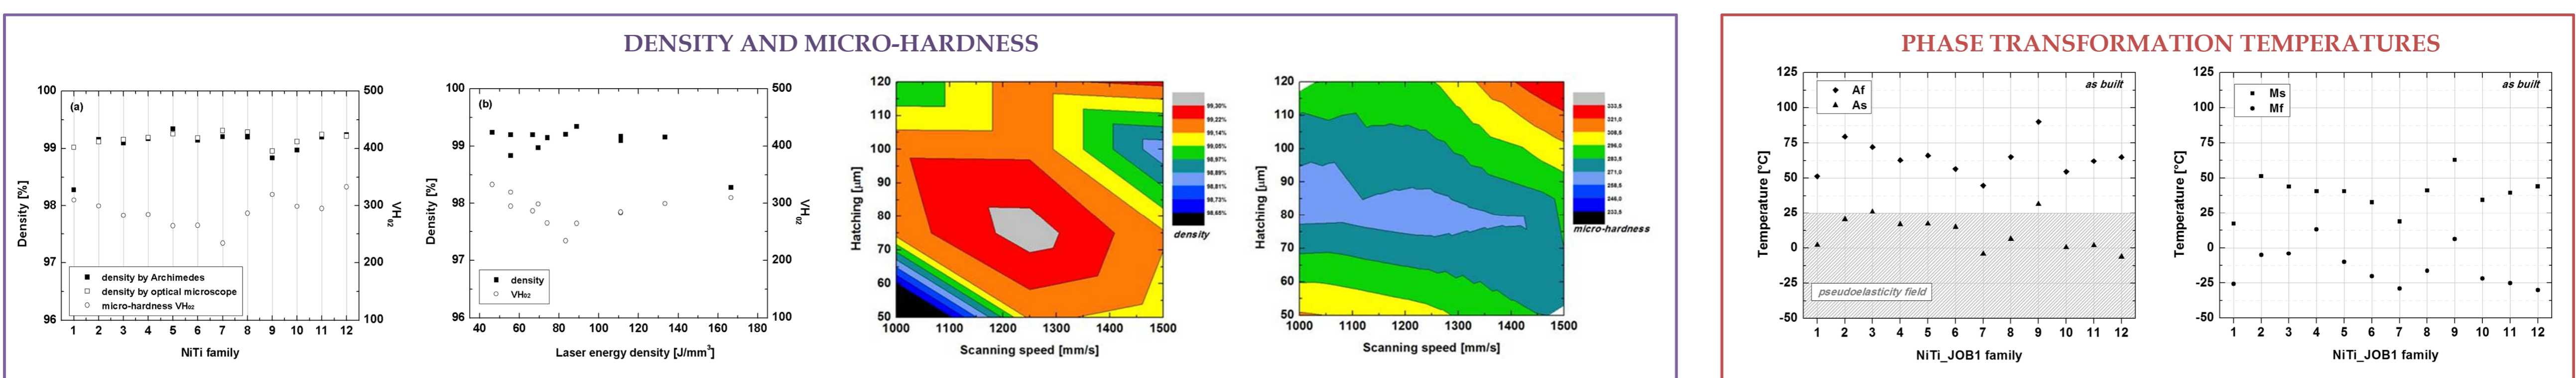 DENSITY AND MICRO-HARDNESS
(a)
100
99
98
97
96
Density [%]
500
400
300
200
100
VH02
density by Archimedes
density by optical microscope
micro-hardness VH02
1 2 3 4 5 6 7 8 9 10 11 12
NiTi family
(b)
100
99
98
97
96
Density [%]
500
400
300
200
100
VH02
density
VH02
40 60 80 100 120 140 160 180
Laser energy density [J/mm³]
120
110
100
90
80
70
60
50
Hatching [µm]
1000 1100 1200 1300 1400 1500
Scanning speed [mm/s]
99,30%
99,22%
99,14%
99,05%
98,97%
98,89%
98,81%
98,73%
98,65%
density
120
110
100
90
80
70
60
50
Hatching [µm]
1000 1100 1200 1300 1400 1500
Scanning speed [mm/s]
333,5
321,0
308,5
296,0
283,5
271,0
258,5
246,0
233,5
micro-hardness
PHASE TRANSFORMATION TEMPERATURES
125
100
75
50
25
0
-25
-50
Temperature [°C]
Af
As
as built
pseudoelasticity field
1 2 3 4 5 6 7 8 9 10 11 12
NiTi_JOB1 family
125
100
75
50
25
0
-25
-50
Temperature [°C]
Ms
Mf
as built
1 2 3 4 5 6 7 8 9 10 11 12
NiTi_JOB1 family